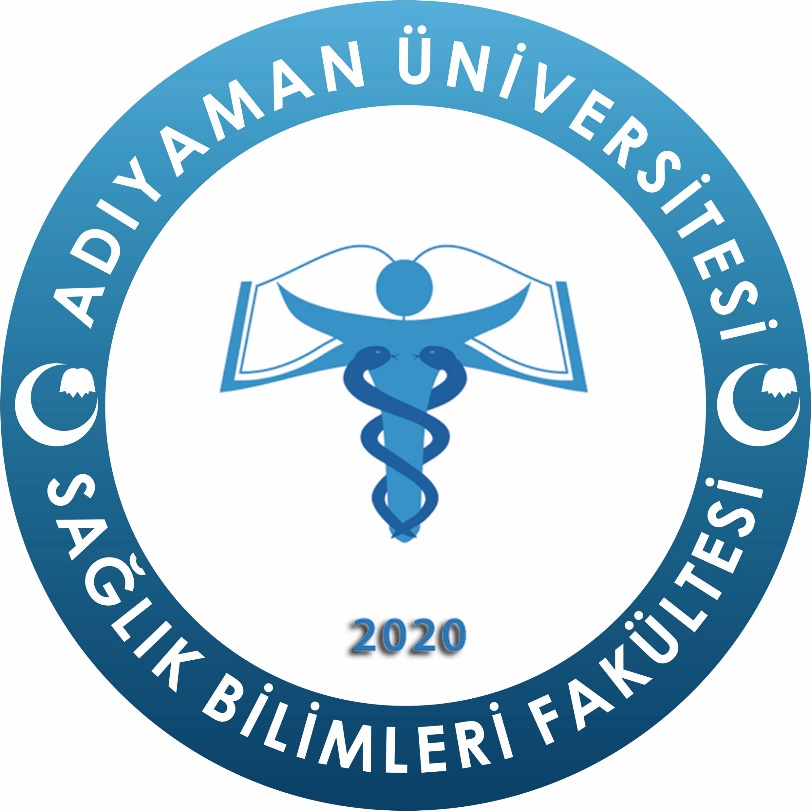 ADIYAMAN ÜNİVERSİTESİ
2020
SAĞLIK BİLİMLERİ FAKÜLTESİ